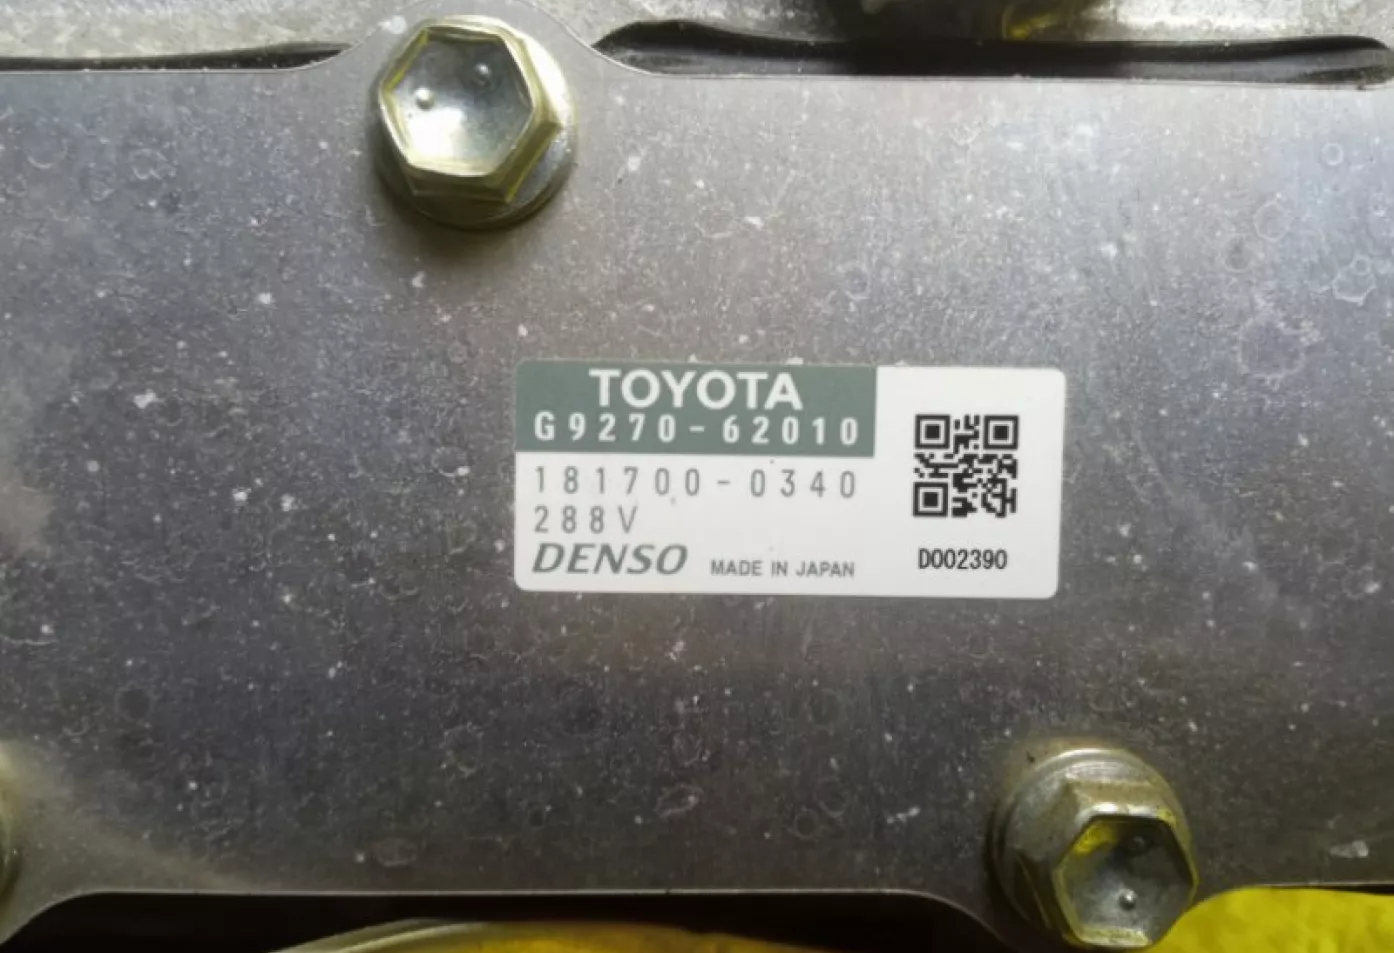 TOYOTA
G9270-62010
181700-0340
288V
DENSO MADE IN JAPAN
D002390